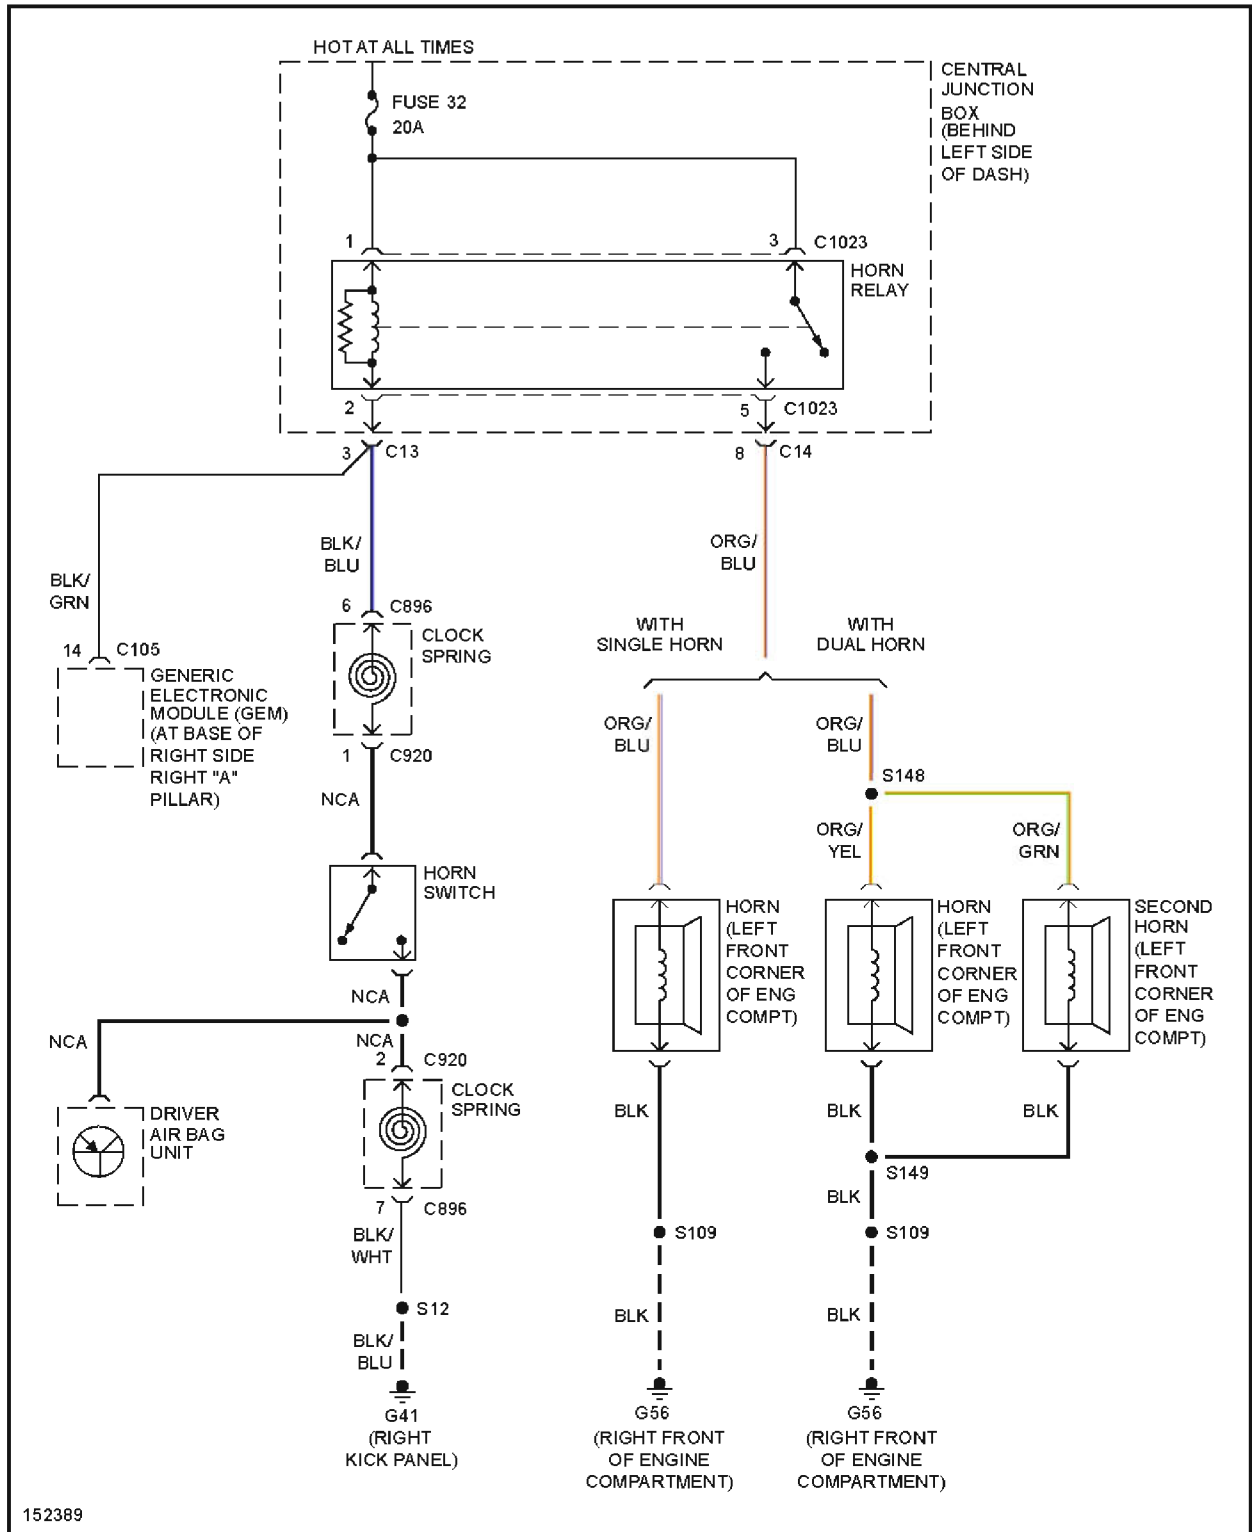 HOT AT ALL TIMES
CENTRAL
JUNCTION
BOX
(BEHIND
LEFT SIDE
OF DASH)
FUSE 32
20A
1
3
C1023
HORN
RELAY
2
5
C1023
3
C13
8
C14
BLK/
BLU
ORG/
BLU
BLK/
GRN
6
C896
14
C105
CLOCK
SPRING
GENERIC
ELECTRONIC
MODULE (GEM)
(AT BASE OF
RIGHT SIDE
RIGHT "A"
PILLAR)
1
C920
NCA
WITH
SINGLE HORN
WITH
DUAL HORN
ORG/
BLU
ORG/
BLU
S148
ORG/
YEL
ORG/
GRN
HORN
SWITCH
HORN
(LEFT
FRONT
CORNER
OF ENG
COMPT)
HORN
(LEFT
FRONT
CORNER
OF ENG
COMPT)
SECOND
HORN
(LEFT
FRONT
CORNER
OF ENG
COMPT)
NCA
NCA
NCA
2
C920
CLOCK
SPRING
DRIVER
AIR BAG
UNIT
7
C896
BLK/
WHT
S12
BLK/
BLU
G41
(RIGHT
KICK PANEL)
BLK
BLK
BLK
S149
BLK
S109
S109
BLK
BLK
G56
(RIGHT FRONT
OF ENGINE
COMPARTMENT)
G56
(RIGHT FRONT
OF ENGINE
COMPARTMENT)
152389